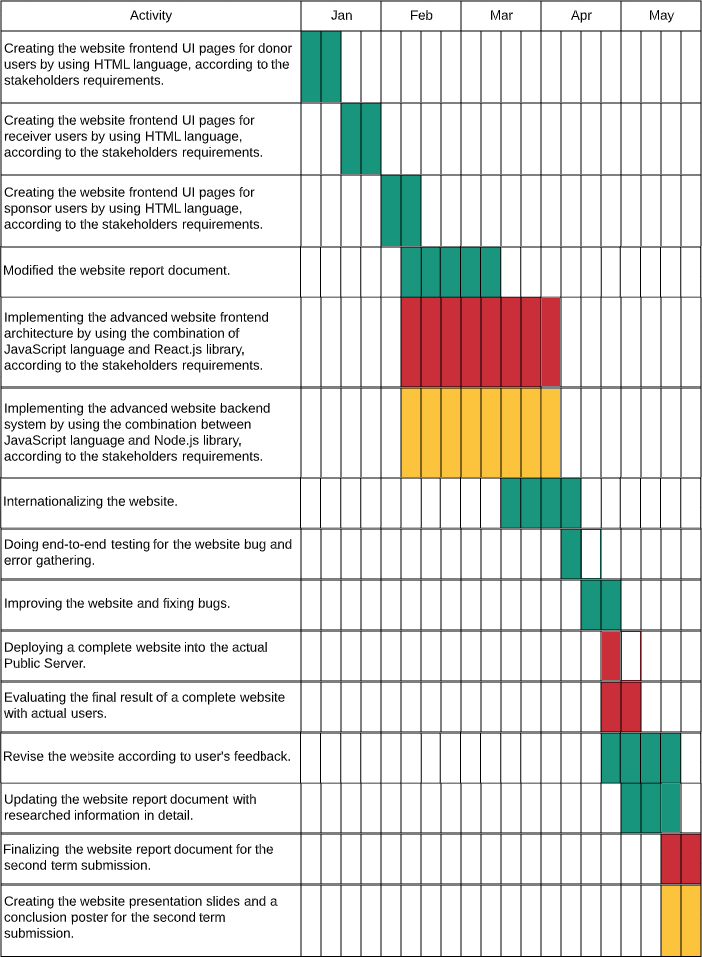 Activity
Jan
Feb
Mar
Apr
May
Creating the website frontend UI pages for donor
users by using HTML language, according to the
stakeholders requirements.
Creating the website frontend UI pages for
receiver users by using HTML language,
according to the stakeholders requirements.
Creating the website frontend UI pages for
sponsor users by using HTML language,
according to the stakeholders requirements.
Modified the website report document.
Implementing the advanced website frontend
architecture by using the combination of
JavaScript language and React.js library,
according to the stakeholders requirements.
Implementing the advanced website backend
system by using the combination between
JavaScript language and Node.js library,
according to the stakeholders requirements.
Internationalizing the website.
Doing end-to-end testing for the website bug and
error gathering.
Improving the website and fixing bugs.
Deploying a complete website into the actual
Public Server.
Evaluating the final result of a complete website
with actual users.
Revise the website according to user's feedback.
Updating the website report document with
researched information in detail.
Finalizing the website report document for the
second term submission.
Creating the website presentation slides and a
conclusion poster for the second term
submission.